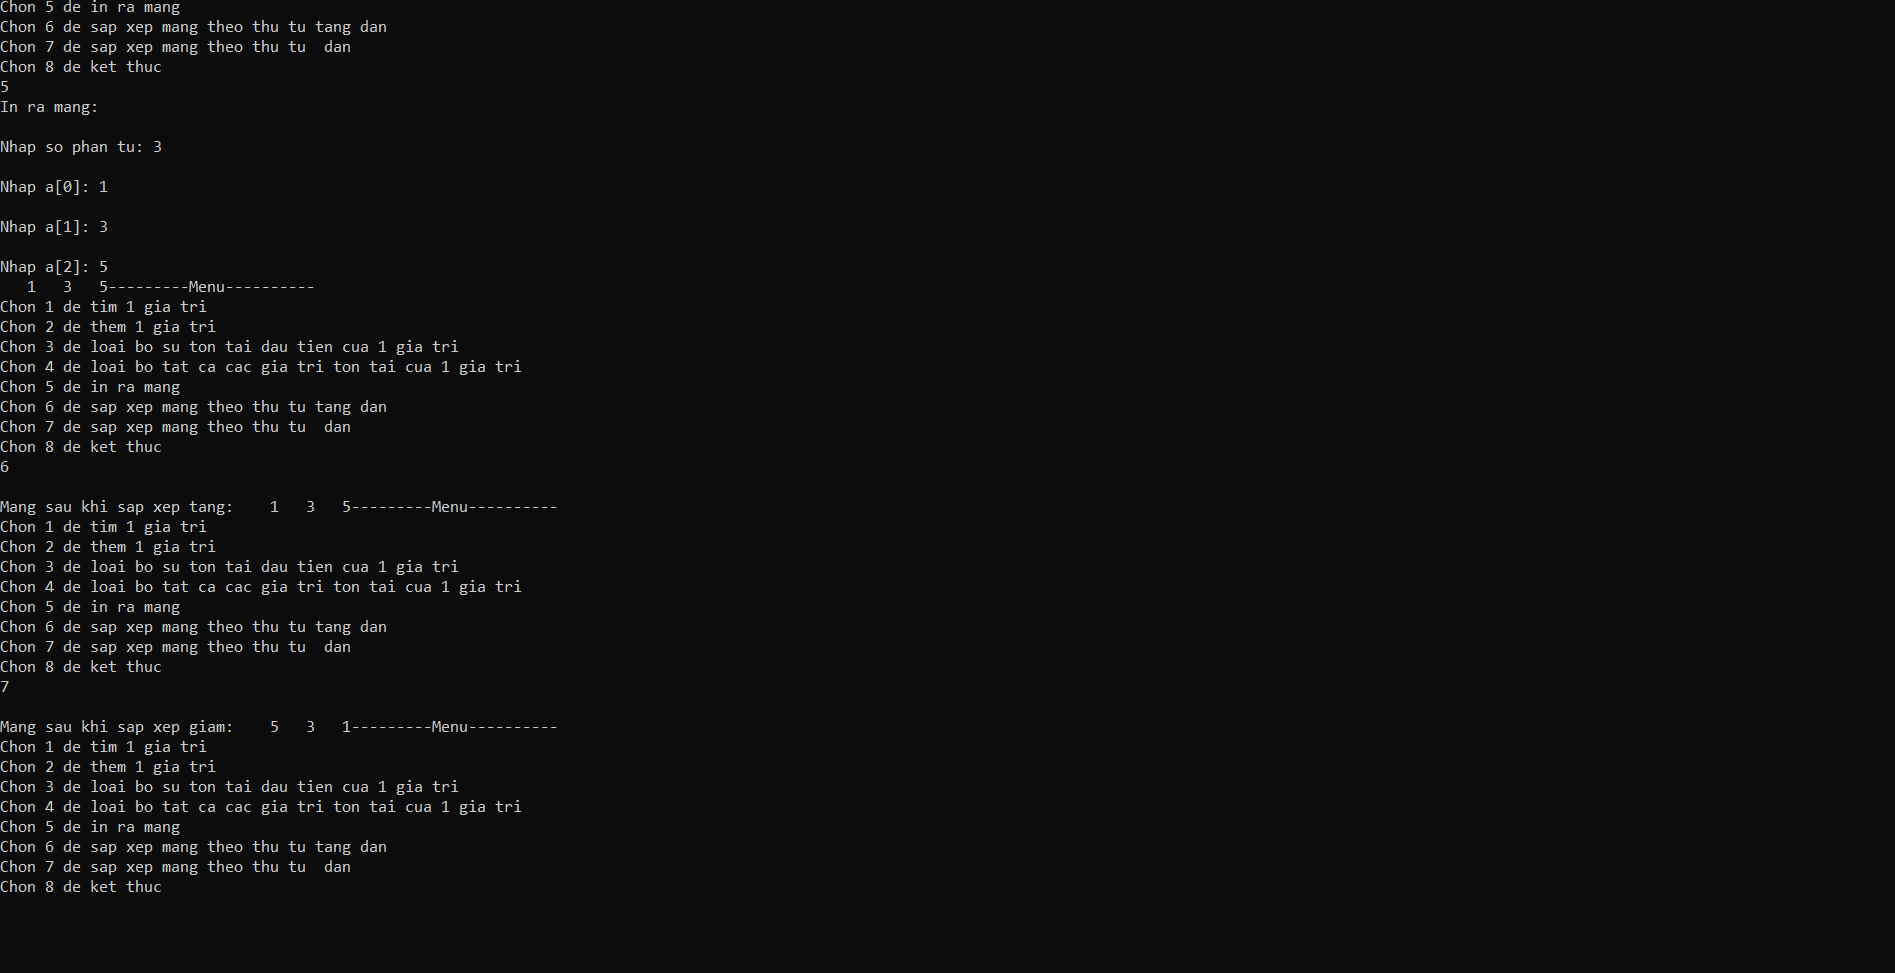 Chon 5 de in ra mang
Chon 6 de sap xep mang theo thu tu tang dan
Chon 7 de sap xep mang theo thu tu  dan
Chon 8 de ket thuc
5
In ra mang:
Nhap so phan tu: 3
Nhap a[0]: 1
Nhap a[1]: 3
Nhap a[2]: 5
   1   3   5---------Menu----------
Chon 1 de tim 1 gia tri
Chon 2 de them 1 gia tri
Chon 3 de loai bo su ton tai dau tien cua 1 gia tri
Chon 4 de loai bo tat ca cac gia tri ton tai cua 1 gia tri
Chon 5 de in ra mang
Chon 6 de sap xep mang theo thu tu tang dan
Chon 7 de sap xep mang theo thu tu  dan
Chon 8 de ket thuc
6
Mang sau khi sap xep tang:    1   3   5---------Menu----------
Chon 1 de tim 1 gia tri
Chon 2 de them 1 gia tri
Chon 3 de loai bo su ton tai dau tien cua 1 gia tri
Chon 4 de loai bo tat ca cac gia tri ton tai cua 1 gia tri
Chon 5 de in ra mang
Chon 6 de sap xep mang theo thu tu tang dan
Chon 7 de sap xep mang theo thu tu  dan
Chon 8 de ket thuc
7
Mang sau khi sap xep giam:    5   3   1---------Menu----------
Chon 1 de tim 1 gia tri
Chon 2 de them 1 gia tri
Chon 3 de loai bo su ton tai dau tien cua 1 gia tri
Chon 4 de loai bo tat ca cac gia tri ton tai cua 1 gia tri
Chon 5 de in ra mang
Chon 6 de sap xep mang theo thu tu tang dan
Chon 7 de sap xep mang theo thu tu  dan
Chon 8 de ket thuc